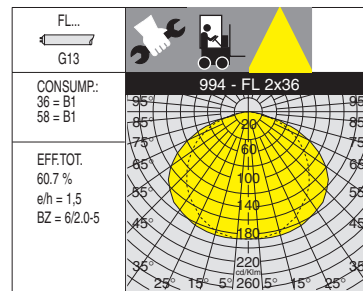 FL...
G13
CONSUMP.:
36 = B1
58 = B1
EFF.TOT.
60.7 %
e/h = 1,5
BZ = 6/2.0-5
994 - FL 2x36
95° 95°
85° 85°
75° 75°
65° 65°
55° 55°
45° 45°
35° 35°
20
60
100
140
180
220
cd/Klm
25° 15° 5° 260 5° 15° 25°